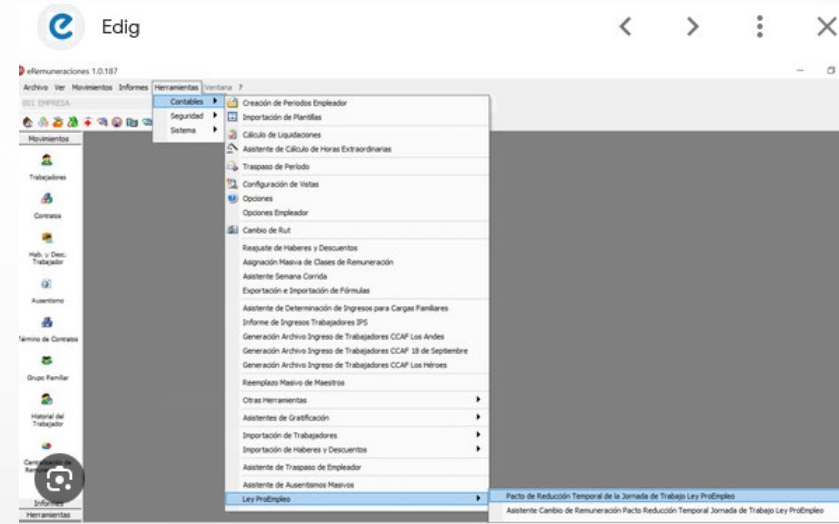 Edig
eRemuneraciones 1.0.187
Archivo Ver Movimientos Informes Herramientas Ventana ?
001 EMPRESA
Contables
Seguridad
Sistema
Movimientos
Trabajadores
Contratos
Hab. y Desc. Trabajador
Ausentismo
Término de Contratos
Grupo Familiar
Historial del Trabajador
Informes
Herramientas
Creación de Periodos Empleador
Importación de Plantillas
Cálculo de Liquidaciones
Asistente de Cálculo de Horas Extraordinarias
Traspaso de Período
Configuración de Vistas
Opciones
Opciones Empleador
Cambio de Rut
Reajuste de Haberes y Descuentos
Asignación Masiva de Clases de Remuneración
Asistente Semana Corrida
Exportación e Importación de Fórmulas
Asistente de Determinación de Ingresos para Cargas Familiares
Informe de Ingresos Trabajadores IPS
Generación Archivo Ingreso de Trabajadores CCAF Los Andes
Generación Archivo Ingreso de Trabajadores CCAF 18 de Septiembre
Generación Archivo Ingreso de Trabajadores CCAF Los Héroes
Reemplazo Masivo de Maestros
Otras Herramientas
Asistentes de Gratificación
Importación de Trabajadores
Importación de Haberes y Descuentos
Asistente de Traspaso de Empleador
Asistente de Ausentismos Masivos
Ley ProEmpleo
Pacto de Reducción Temporal de la Jornada de Trabajo Ley ProEmpleo
Asistente Cambio de Remuneración Pacto Reducción Temporal Jornada de Trabajo Ley ProEmpleo